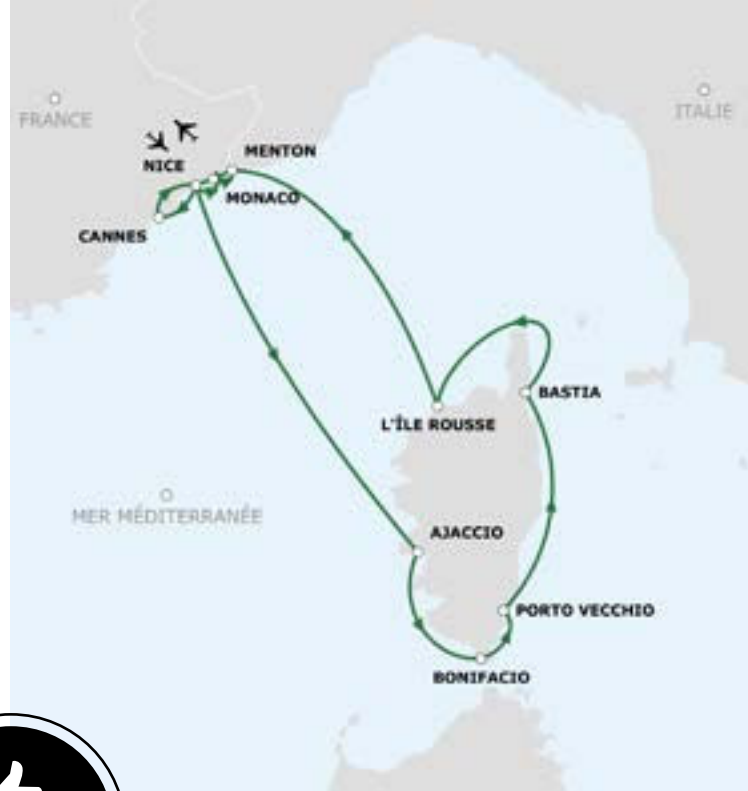 FRANCE
ITALIE
NICE
MENTON
MONACO
CANNES
BASTIA
L'ÎLE ROUSSE
MER MÉDITERRANÉE
AJACCIO
PORTO VECCHIO
BONIFACIO